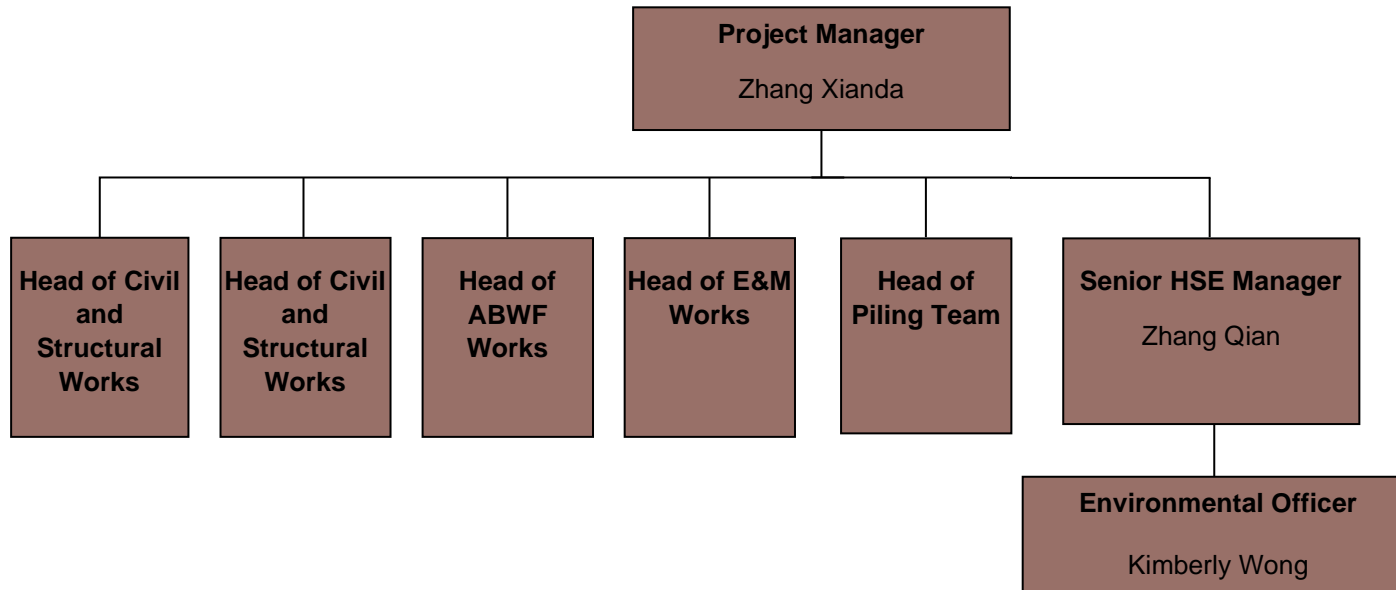 Project Manager
Zhang Xianda
Head of Civil
and
Structural
Works
Head of Civil
and
Structural
Works
Head of
ABWF
Works
Head of E&M
Works
Head of
Piling Team
Senior HSE Manager
Zhang Qian
Environmental Officer
Kimberly Wong